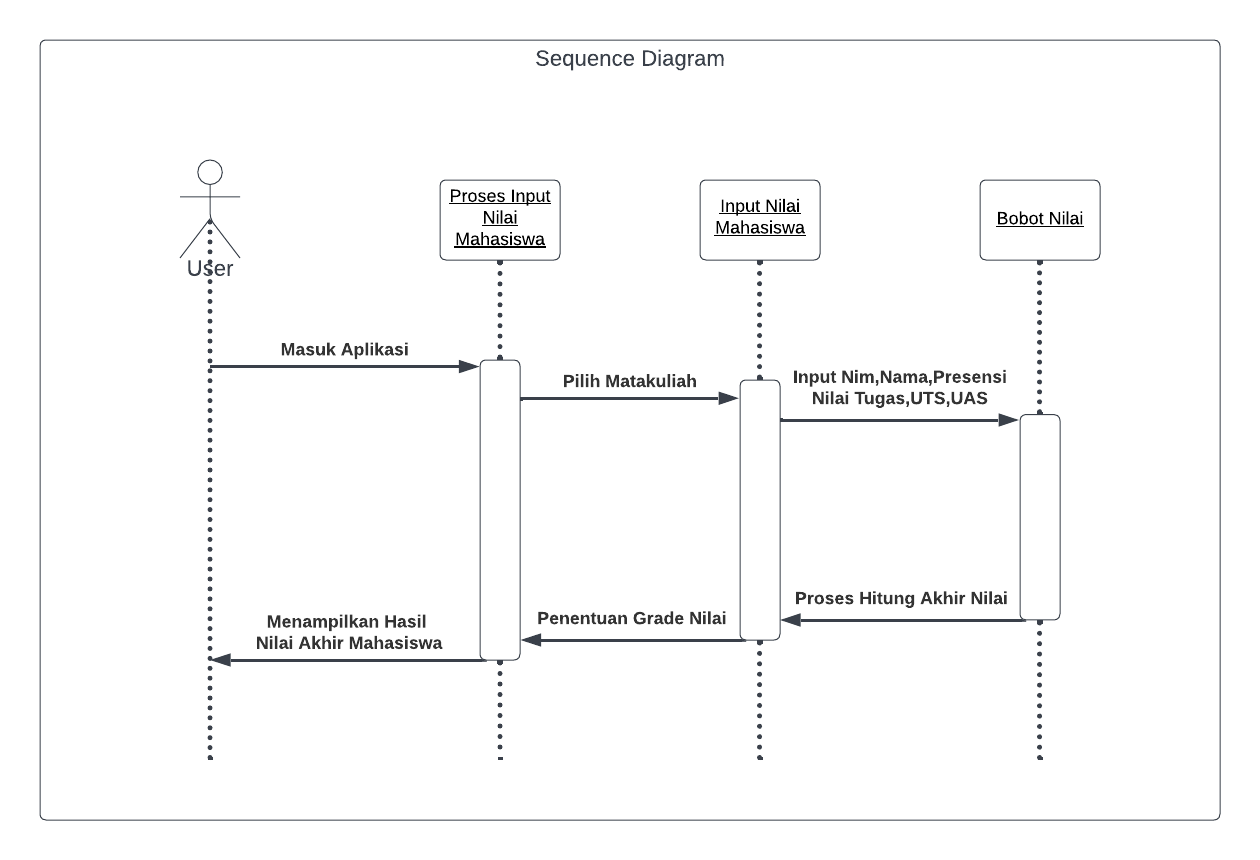 Sequence Diagram
User
Proses Input
Nilai
Mahasiswa
Input Nilai
Mahasiswa
Bobot Nilai
Masuk Aplikasi
Pilih Matakuliah
Input Nim,Nama,Presensi
Nilai Tugas,UTS,UAS
Proses Hitung Akhir Nilai
Penentuan Grade Nilai
Menampilkan Hasil
Nilai Akhir Mahasiswa